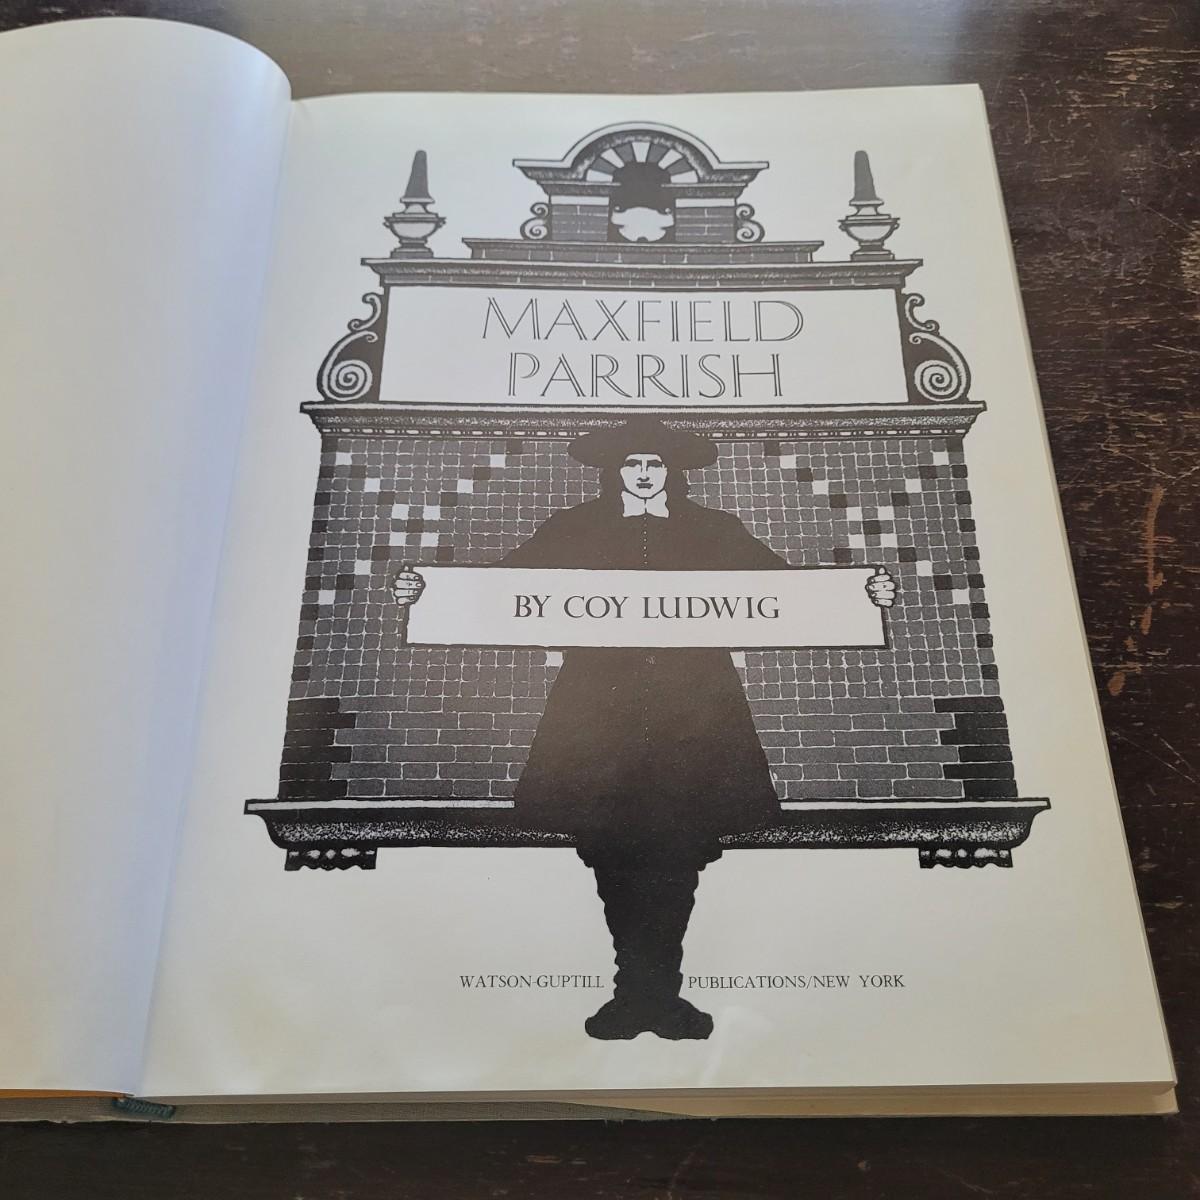 MAXFIELD
PARRISH
BY COY LUDWIG
WATSON-GUPTILL PUBLICATIONS/NEW YORK